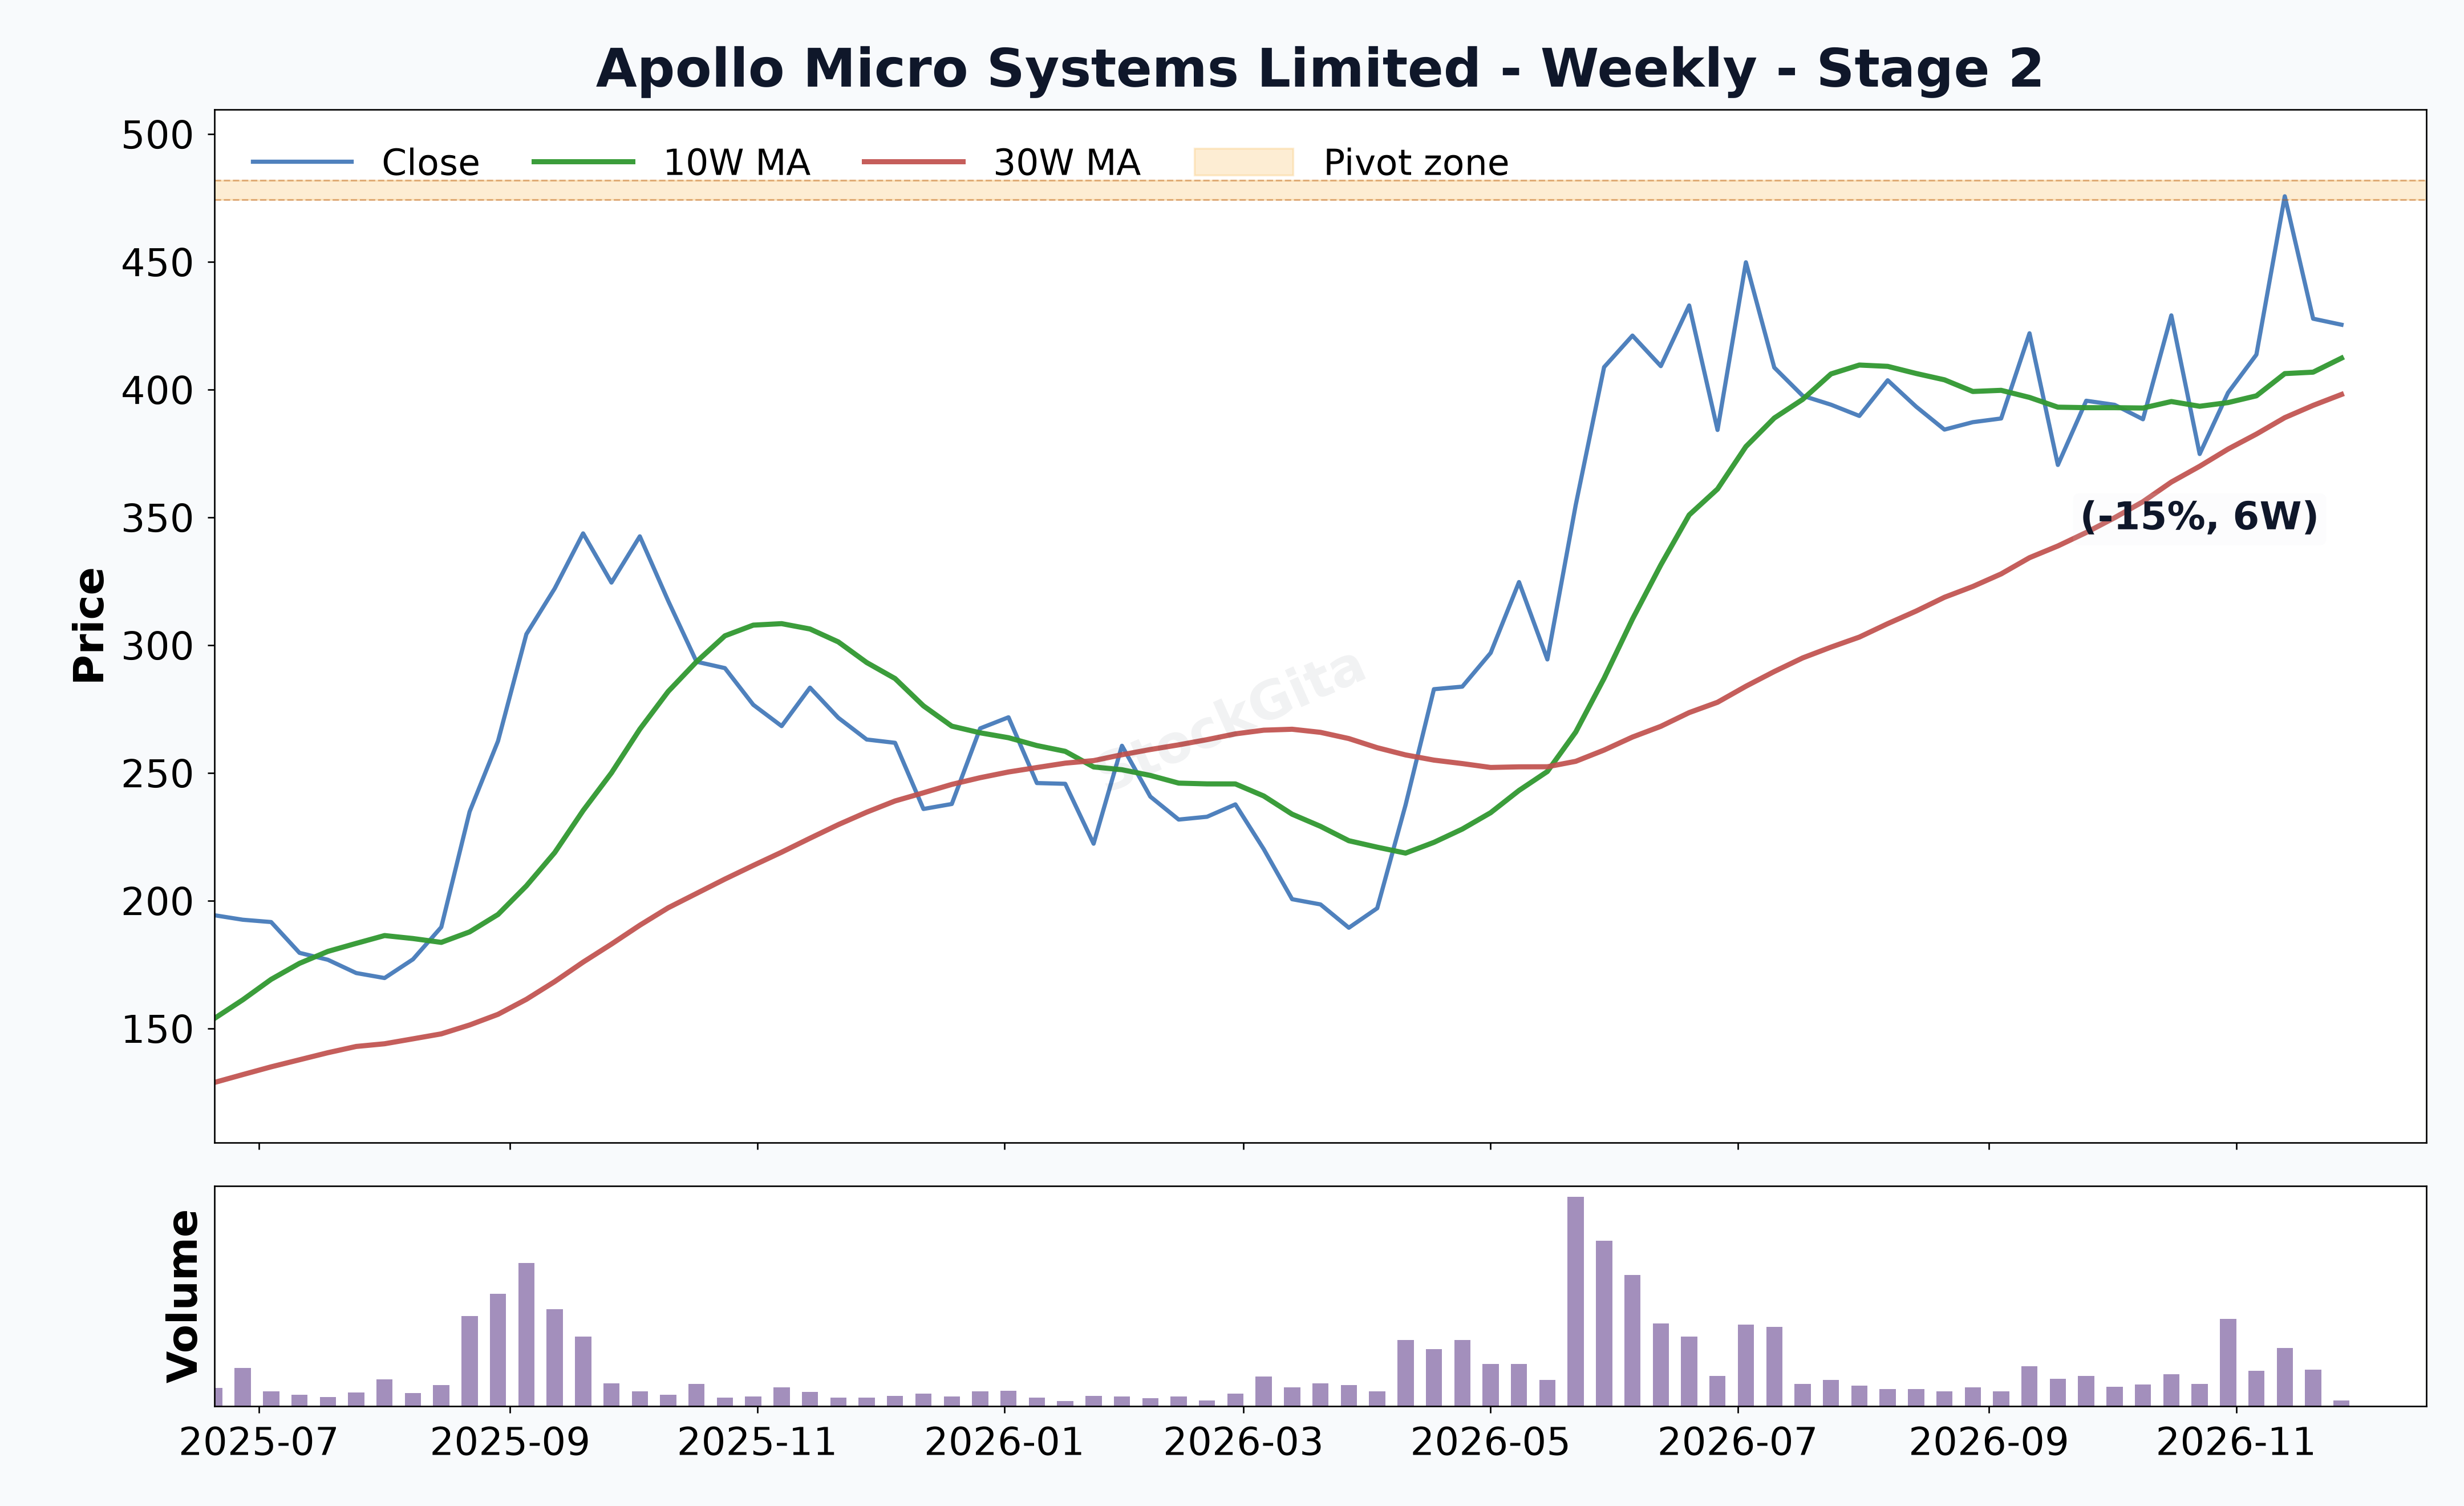 Apollo Micro Systems Limited - Weekly - Stage 2
Close 10W MA 30W MA Pivot zone
500
450
400
350
300
250
200
150
Price
(-15%, 6W)
StockGita
Volume
2025-07 2025-09 2025-11 2026-01 2026-03 2026-05 2026-07 2026-09 2026-11